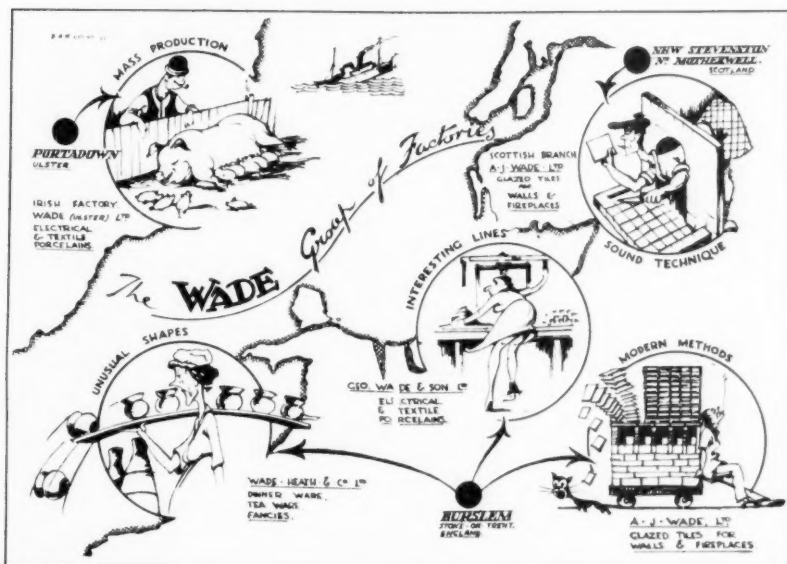 MASS PRODUCTION
PORTADOWN
ULSTER
IRISH FACTORY.
WADE (ULSTER) LTD
ELECTRICAL
& TEXTILE
PORCELAINS.
The WADE Group of Factories
NEW STEVENSTON
NR MOTHERWELL.
SCOTLAND
SCOTTISH BRANCH
A·J·WADE·LTD
GLAZED TILES
FOR
WALLS &
FIREPLACES
SOUND TECHNIQUE
INTERESTING LINES
GEO. WADE & SON LTD
ELECTRICAL
& TEXTILE
PORCELAINS.
UNUSUAL SHAPES
WADE·HEATH & CO LTD
DINNER WARE,
TEA WARE
FANCIES.
BURSLEM
STOKE-ON-TRENT.
ENGLAND.
MODERN METHODS
A·J·WADE, LTD
GLAZED TILES FOR
WALLS & FIREPLACES